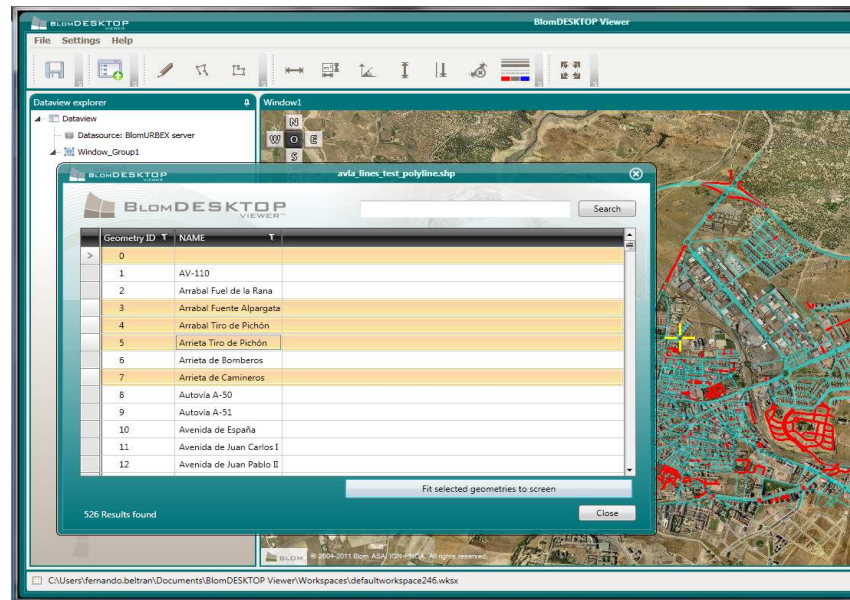 BLOMDESKTOP
VIEWER
BlomDESKTOP Viewer
File Settings Help
Dataview explorer
Window1
Dataview
Datasource: BlomURBEX server
Window_Group1
N
W O E
S
BLOMDESKTOP
VIEWER
avla_lines_test_polyline.shp
BLOMDESKTOP
VIEWER™
Search
Geometry ID NAME
0
1 AV-110
2 Arrabal Fuel de la Rana
3 Arrabal Fuente Alpargata
4 Arrabal Tiro de Pichón
5 Arrieta Tiro de Pichón
6 Arrieta de Bomberos
7 Arrieta de Camineros
8 Autovía A-50
9 Autovía A-51
10 Avenida de España
11 Avenida de Juan Carlos I
12 Avenida de Juan Pablo II
Fit selected geometries to screen
526 Results found
Close
BLOM © 2004-2011 Blom ASA, IGN-PNOA, All rights reserved.
C:\Users\fernando.beltran\Documents\BlomDESKTOP Viewer\Workspaces\defaultworkspace246.wksx